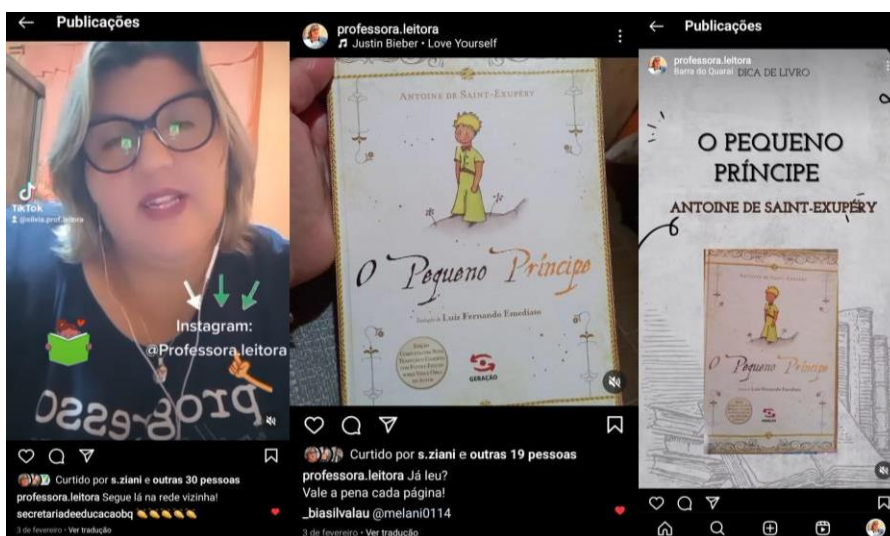 Publicações
TikTok
@silvia.prof.leitora
Instagram:
@Professora.leitora
progresso
Curtido por s.ziani e outras 30 pessoas
professora.leitora Segue lá na rede vizinha!
secretariadeeducacaobq 👏👏👏👏👏
3 de fevereiro • Ver tradução
professora.leitora
Justin Bieber • Love Yourself
ANTOINE DE SAINT-EXUPÉRY
O Pequeno Príncipe
Tradução de Luiz Fernando Emediato
GERAÇÃO
Curtido por s.ziani e outras 19 pessoas
professora.leitora Já leu?
Vale a pena cada página!
_biasilvalau @melani0114
3 de fevereiro • Ver tradução
Publicações
professora.leitora
Barra do Quaraí
DICA DE LIVRO
O PEQUENO
PRÍNCIPE
ANTOINE DE SAINT-EXUPÉRY
ANTOINE DE SAINT-EXUPÉRY
O Pequeno Príncipe
GERAÇÃO